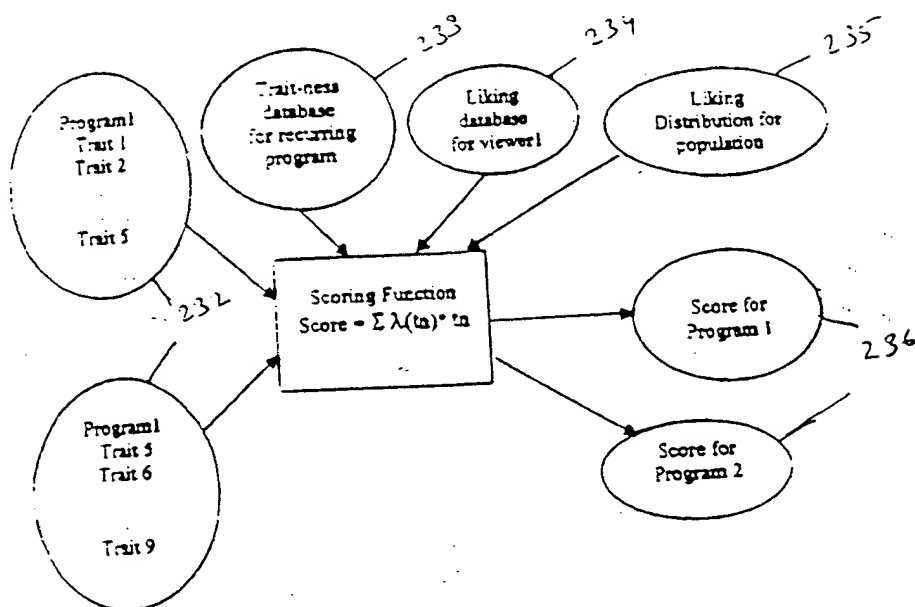 233
234
235
Trait-ness
database
for recurring
program
Liking
database
for viewer1
Liking
Distribution for
population
Program1
Trait 1
Trait 2
Trait 5
232
Scoring Function
Score = Σ λ(tn)* tn
Score for
Program 1
236
Program1
Trait 5
Trait 6
Trait 9
Score for
Program 2